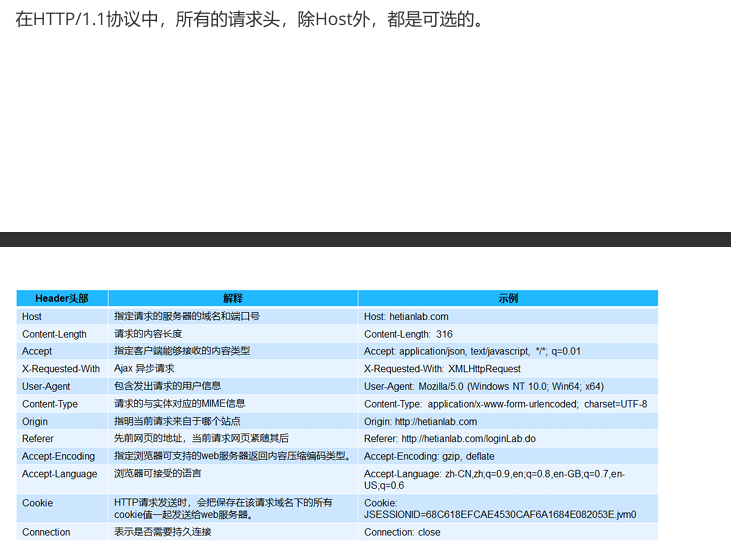 在HTTP/1.1协议中，所有的请求头，除Host外，都是可选的。
Header头部 解释 示例
Host 指定请求的服务器的域名和端口号 Host: hetianlab.com
Content-Length 请求的内容长度 Content-Length: 316
Accept 指定客户端能够接收的内容类型 Accept: application/json, text/javascript, */*; q=0.01
X-Requested-With Ajax 异步请求 X-Requested-With: XMLHttpRequest
User-Agent 包含发出请求的用户信息 User-Agent: Mozilla/5.0 (Windows NT 10.0; Win64; x64)
Content-Type 请求的与实体对应的MIME信息 Content-Type: application/x-www-form-urlencoded; charset=UTF-8
Origin 指明当前请求来自于哪个站点 Origin: http://hetianlab.com
Referer 先前网页的地址，当前请求网页紧随其后 Referer: http://hetianlab.com/loginLab.do
Accept-Encoding 指定浏览器可支持的web服务器返回内容压缩编码类型。 Accept-Encoding: gzip, deflate
Accept-Language 浏览器可接受的语言 Accept-Language: zh-CN,zh;q=0.9,en;q=0.8,en-GB;q=0.7,en-
US;q=0.6
Cookie HTTP请求发送时，会把保存在该请求域名下的所有 Cookie:
cookie值一起发送给web服务器。 JSESSIONID=68C618EFCAE4530CAF6A1684E082053E.jvm0
Connection 表示是否需要持久连接 Connection: close